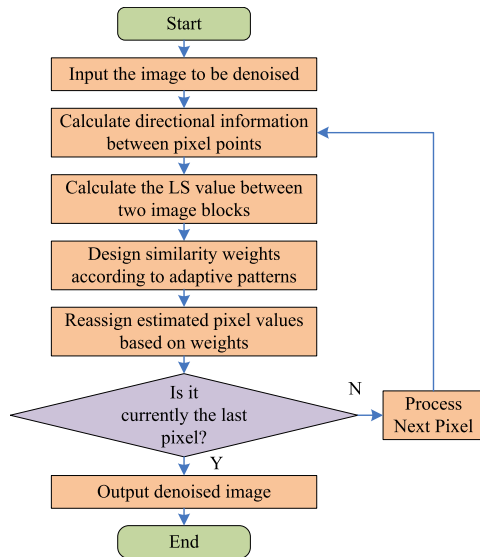 Start
Input the image to be denoised
Calculate directional information
between pixel points
Calculate the LS value between
two image blocks
Design similarity weights
according to adaptive patterns
Reassign estimated pixel values
based on weights
Is it
currently the last
pixel?
N
Process
Next Pixel
Y
Output denoised image
End